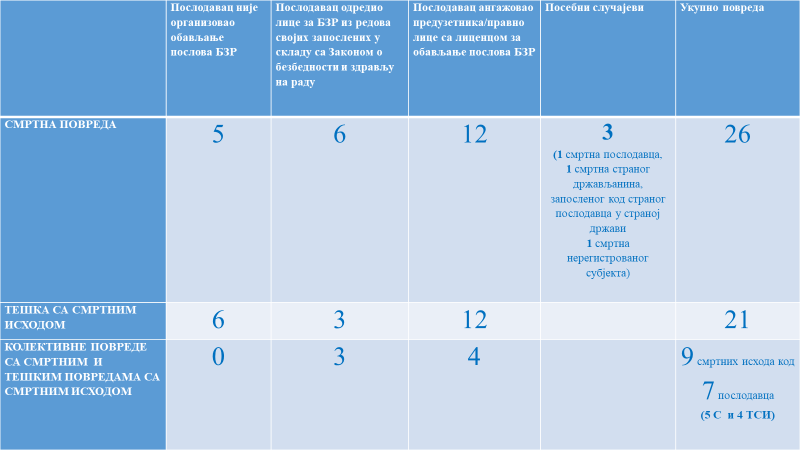 Послодавац није
организовао
обављање
послова БЗР
Послодавац одредио
лице за БЗР из редова
својих запослених у
складу са Законом о
безбедности и здрављу
на раду
Послодавац ангажовао
предузетника/правно
лице са лиценцом за
обављање послова БЗР
Посебни случајеви
Укупно повреда
СМРТНА ПОВРЕДА
5
6
12
3
(1 смртна послодавца,
1 смртна страног
држављанина,
запосленог код страног
послодавца у страној
држави
1 смртна
нерегистрованог
субјекта)
26
ТЕШКА СА СМРТНИМ
ИСХОДОМ
6
3
12
21
КОЛЕКТИВНЕ ПОВРЕДЕ
СА СМРТНИМ И
ТЕШКИМ ПОВРЕДАМА СА
СМРТНИМ ИСХОДОМ
0
3
4
9 смртних исхода код
7 послодавца
(5 С и 4 ТСИ)